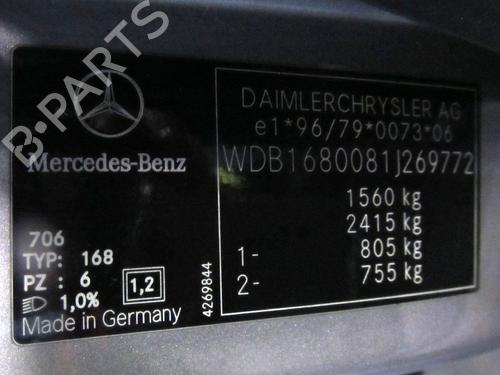 B-PARTS
Mercedes-Benz
DAIMLERCHRYSLER AG
e1*96/79*0073*06
WDB1680081J269772
1560 kg
2415 kg
1- 805 kg
2- 755 kg
706
TYP: 168
PZ : 6
1,0%
1,2
Made in Germany
4269844